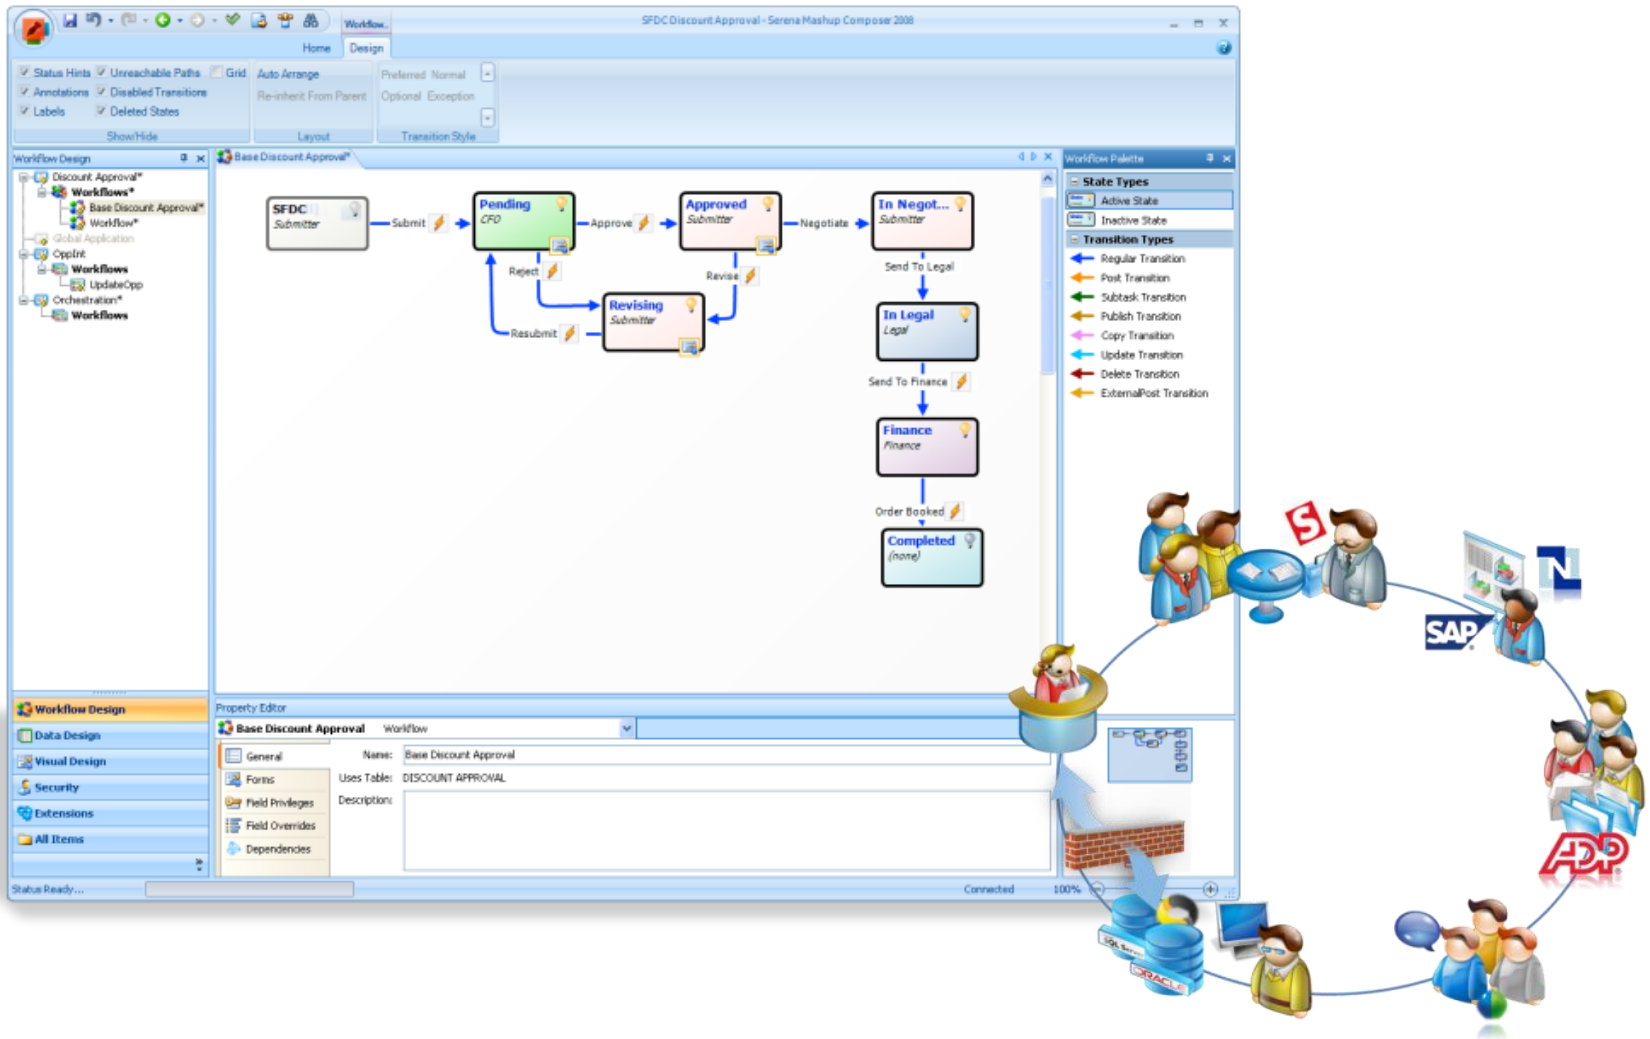 Workflow..
SFDC Discount Approval - Serena Mashup Composer 2008
Home Design
Status Hints Unreachable Paths Grid
Annotations Disabled Transitions
Labels Deleted States
Show/Hide
Auto Arrange
Re-inherit From Parent
Layout
Preferred Normal
Optional Exception
Transition Style
Workflow Design
Discount Approval*
Workflows*
Base Discount Approval*
Workflow*
Global Application
OppInt
Workflows
UpdateOpp
Orchestration*
Workflows
Base Discount Approval*
SFDC
Submitter
Submit
Pending
CFO
Approve
Approved
Submitter
Negotiate
In Negot...
Submitter
Reject
Revise
Revising
Submitter
Resubmit
Send To Legal
In Legal
Legal
Send To Finance
Finance
Finance
Order Booked
Completed
(none)
Workflow Palette
State Types
Active State
Inactive State
Transition Types
Regular Transition
Post Transition
Subtask Transition
Publish Transition
Copy Transition
Update Transition
Delete Transition
ExternalPost Transition
Workflow Design
Data Design
Visual Design
Security
Extensions
All Items
Property Editor
Base Discount Approval Workflow
General
Forms
Field Privileges
Field Overrides
Dependencies
Name: Base Discount Approval
Uses Table: DISCOUNT APPROVAL
Description:
Status Ready...
Connected 100%
S
N
SAP
ADP
SQL Server
ORACLE